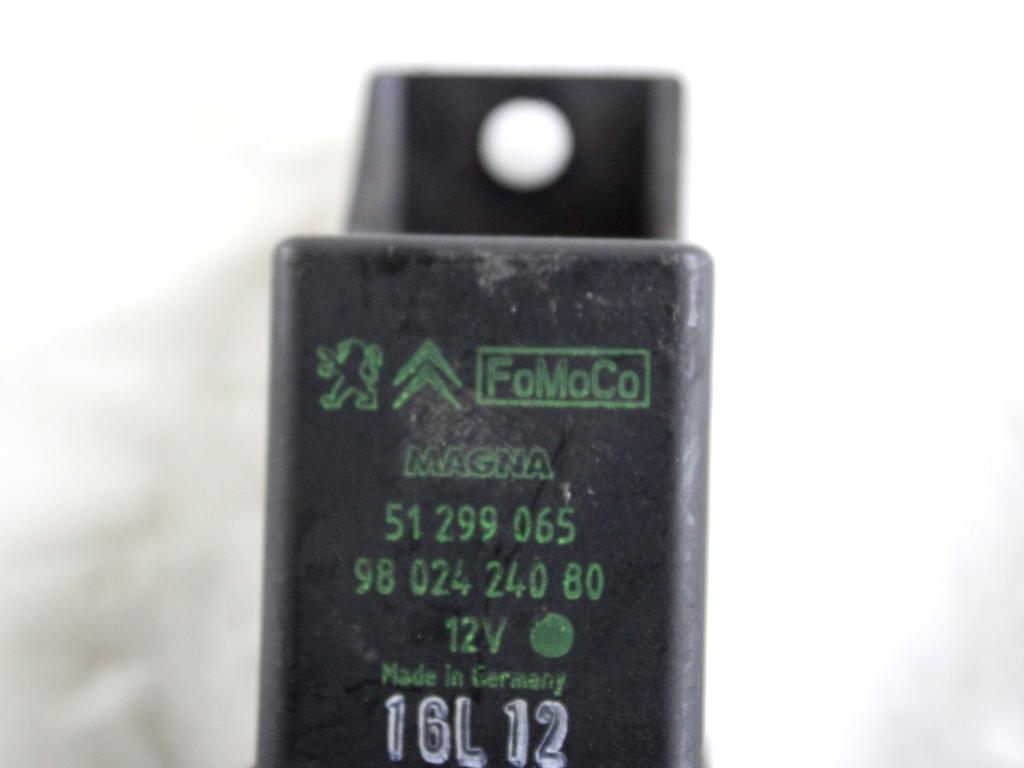 FoMoCo
MAGNA
51 299 065
98 024 240 80
12V
Made in Germany
16L 12